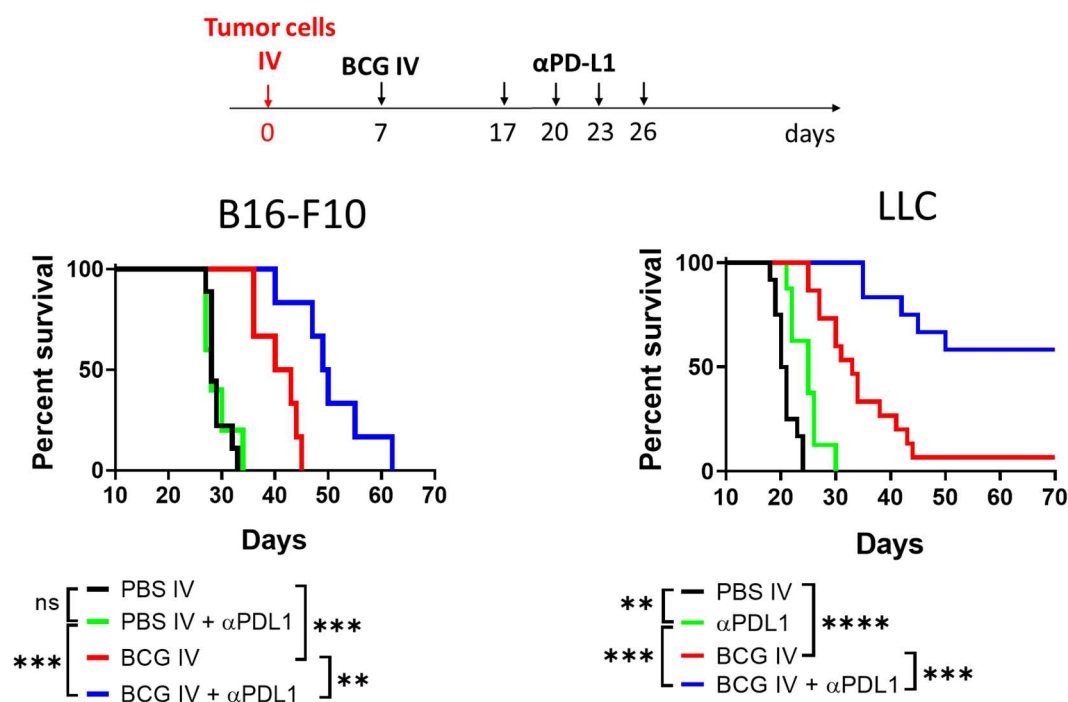 Tumor cells
IV
BCG IV
αPD-L1
0
7
17
20
23
26
days
B16-F10
Percent survival
100
50
0
10
20
30
40
50
60
70
Days
ns
***
PBS IV
PBS IV + αPDL1
BCG IV
BCG IV + αPDL1
***
**
LLC
Percent survival
100
50
0
10
20
30
40
50
60
70
Days
**
***
PBS IV
αPDL1
BCG IV
BCG IV + αPDL1
****
***